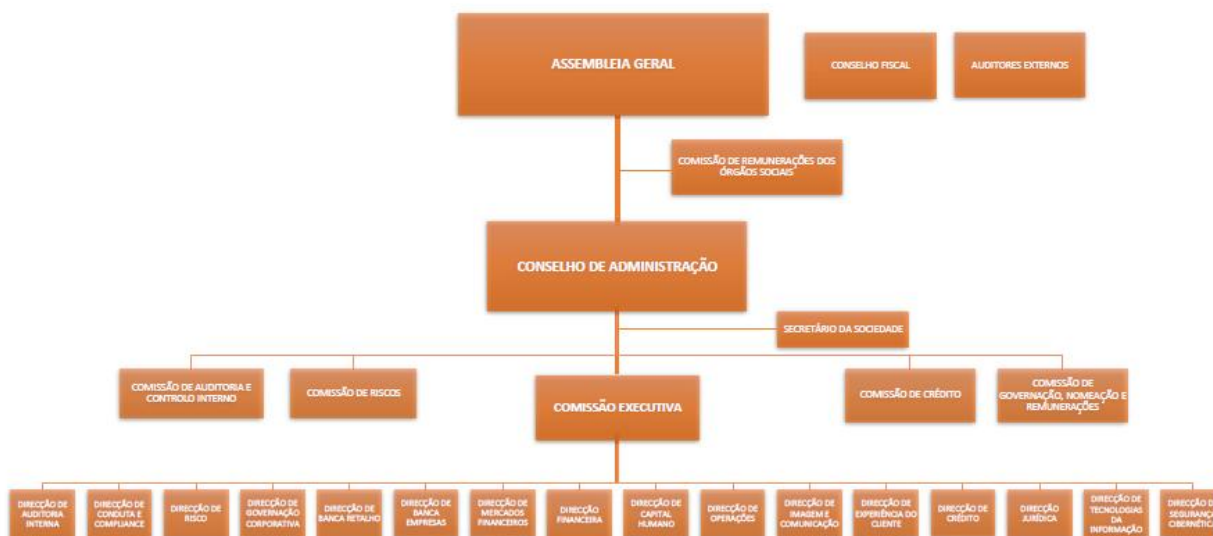 ASSEMBLEIA GERAL
CONSELHO FISCAL
AUDITORES EXTERNOS
COMISSÃO DE REMUNERAÇÕES DOS
ÓRGÃOS SOCIAIS
CONSELHO DE ADMINISTRAÇÃO
SECRETÁRIO DA SOCIEDADE
COMISSÃO DE AUDITORIA E
CONTROLO INTERNO
COMISSÃO DE RISCOS
COMISSÃO EXECUTIVA
COMISSÃO DE CRÉDITO
COMISSÃO DE
GOVERNAÇÃO, NOMEAÇÃO E
REMUNERAÇÕES
DIRECÇÃO DE
AUDITORIA
INTERNA
DIRECÇÃO DE
CONDUTA E
COMPLIANCE
DIRECÇÃO DE
RISCO
DIRECÇÃO DE
GOVERNAÇÃO
CORPORATIVA
DIRECÇÃO DE
BANCA RETALHO
DIRECÇÃO DE
BANCA
EMPRESAS
DIRECÇÃO DE
MERCADOS
FINANCEIROS
DIRECÇÃO
FINANCEIRA
DIRECÇÃO DE
CAPITAL
HUMANO
DIRECÇÃO DE
OPERAÇÕES
DIRECÇÃO DE
IMAGEM E
COMUNICAÇÃO
DIRECÇÃO DE
EXPERIÊNCIA DO
CLIENTE
DIRECÇÃO DE
CRÉDITO
DIRECÇÃO
JURÍDICA
DIRECÇÃO DE
TECNOLOGIAS
DA
INFORMAÇÃO
DIRECÇÃO DE
SEGURANÇA
CIBERNÉTICA